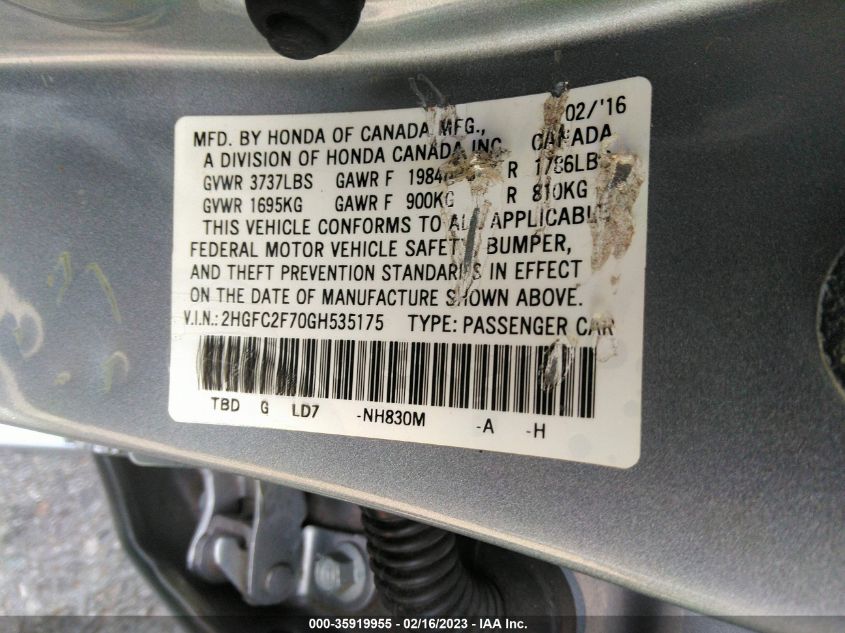 02/'16
MFD. BY HONDA OF CANADA MFG., CANADA
A DIVISION OF HONDA CANADA INC
GVWR 3737LBS GAWR F 1984 R 1786LB
GVWR 1695KG GAWR F 900KG R 810KG
THIS VEHICLE CONFORMS TO ALL APPLICABLE
FEDERAL MOTOR VEHICLE SAFETY BUMPER,
AND THEFT PREVENTION STANDARDS IN EFFECT
ON THE DATE OF MANUFACTURE SHOWN ABOVE.
V.I.N.: 2HGFC2F70GH535175 TYPE: PASSENGER CAR
TBD G LD7 -NH830M -A -H
000-35919955 - 02/16/2023 - IAA Inc.